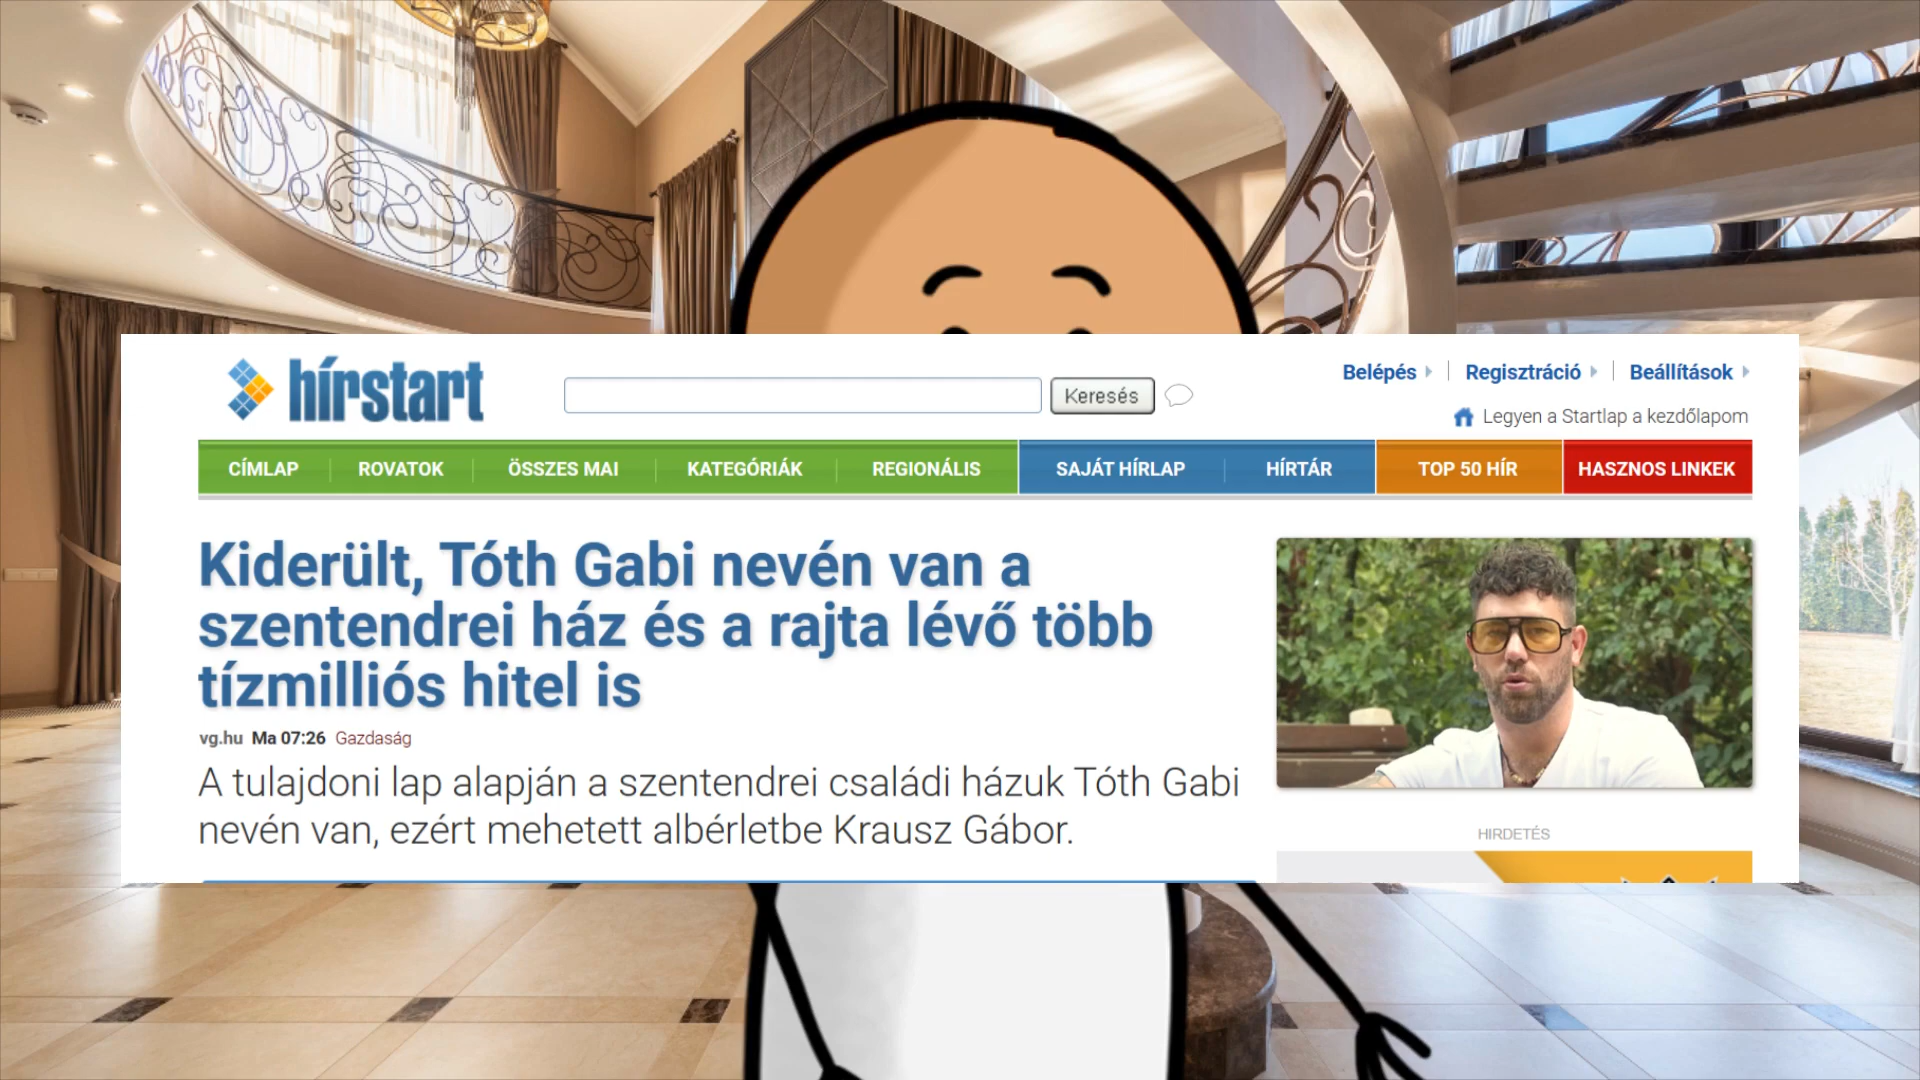 hírstart
Keresés
Belépés
Regisztráció
Beállítások
Legyen a Startlap a kezdőlapom
CÍMLAP
ROVATOK
ÖSSZES MAI
KATEGÓRIÁK
REGIONÁLIS
SAJÁT HÍRLAP
HÍRTÁR
TOP 50 HÍR
HASZNOS LINKEK
Kiderült, Tóth Gabi nevén van a
szentendrei ház és a rajta lévő több
tízmilliós hitel is
vg.hu Ma 07:26 Gazdaság
A tulajdoni lap alapján a szentendrei családi házuk Tóth Gabi
nevén van, ezért mehetett albérletbe Krausz Gábor.
HIRDETÉS